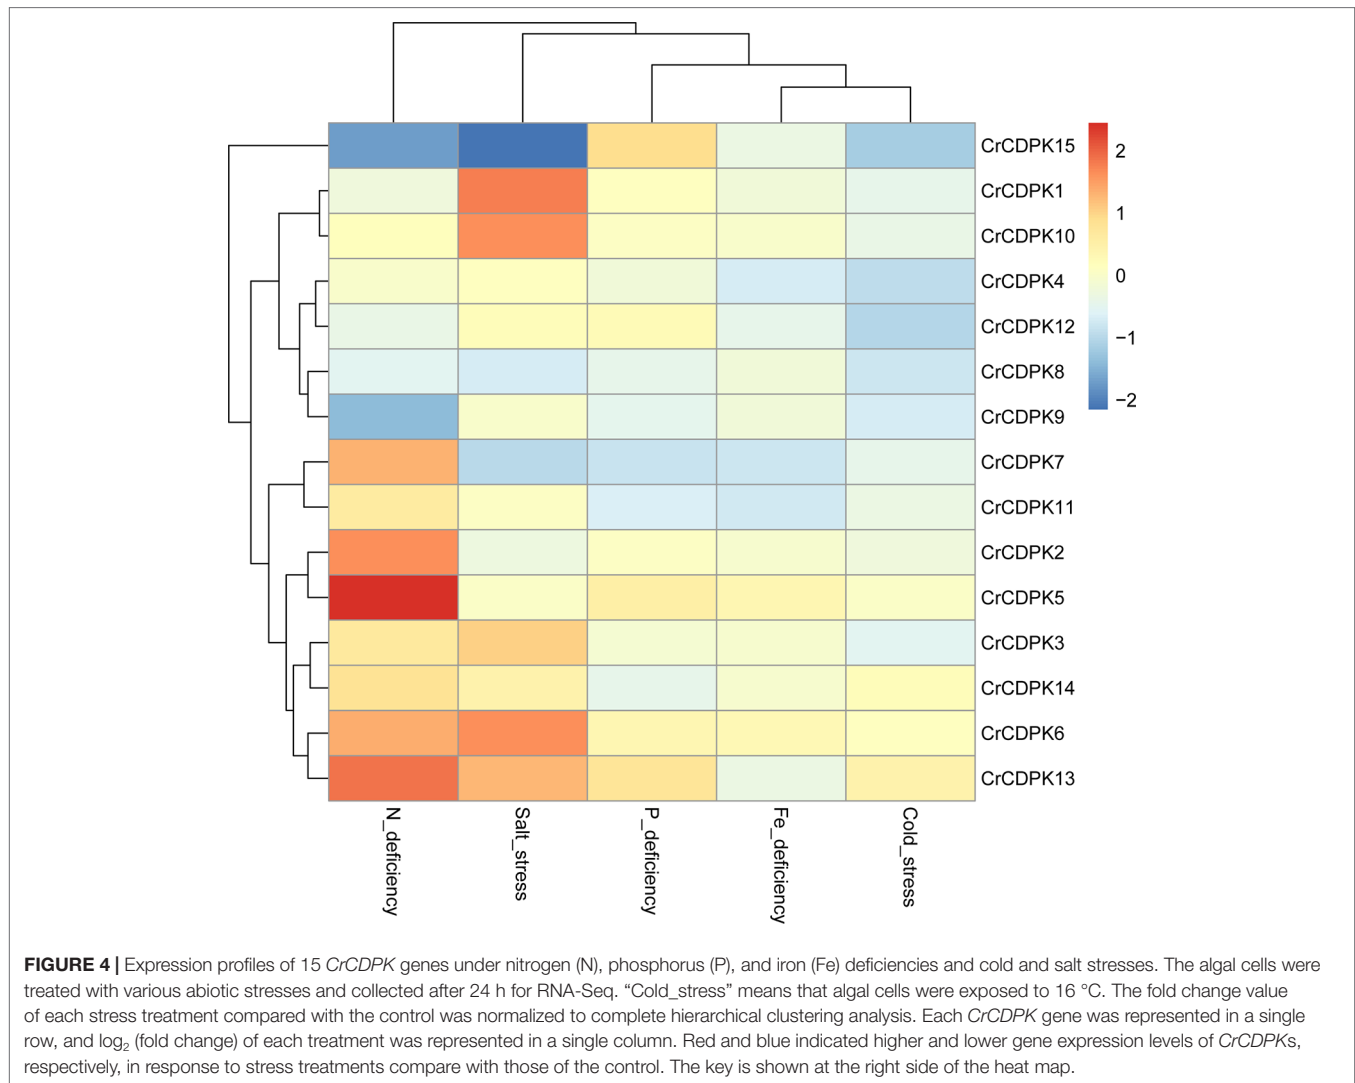 CrCDPK15
CrCDPK1
CrCDPK10
CrCDPK4
CrCDPK12
CrCDPK8
CrCDPK9
CrCDPK7
CrCDPK11
CrCDPK2
CrCDPK5
CrCDPK3
CrCDPK14
CrCDPK6
CrCDPK13
2
1
0
−1
−2
N_deficiency
Salt_stress
P_deficiency
Fe_deficiency
Cold_stress
FIGURE 4 | Expression profiles of 15 CrCDPK genes under nitrogen (N), phosphorus (P), and iron (Fe) deficiencies and cold and salt stresses. The algal cells were
treated with various abiotic stresses and collected after 24 h for RNA-Seq. “Cold_stress” means that algal cells were exposed to 16 °C. The fold change value
of each stress treatment compared with the control was normalized to complete hierarchical clustering analysis. Each CrCDPK gene was represented in a single
row, and log₂ (fold change) of each treatment was represented in a single column. Red and blue indicated higher and lower gene expression levels of CrCDPKs,
respectively, in response to stress treatments compare with those of the control. The key is shown at the right side of the heat map.